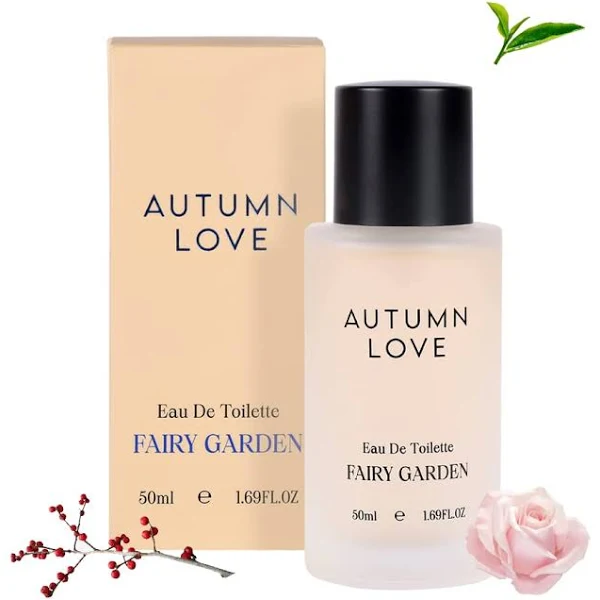 AUTUMN
LOVE
Eau De Toilette
FAIRY GARDEN
50ml e 1.69FL.OZ
AUTUMN
LOVE
Eau De Toilette
FAIRY GARDEN
50ml e 1.69FL.OZ